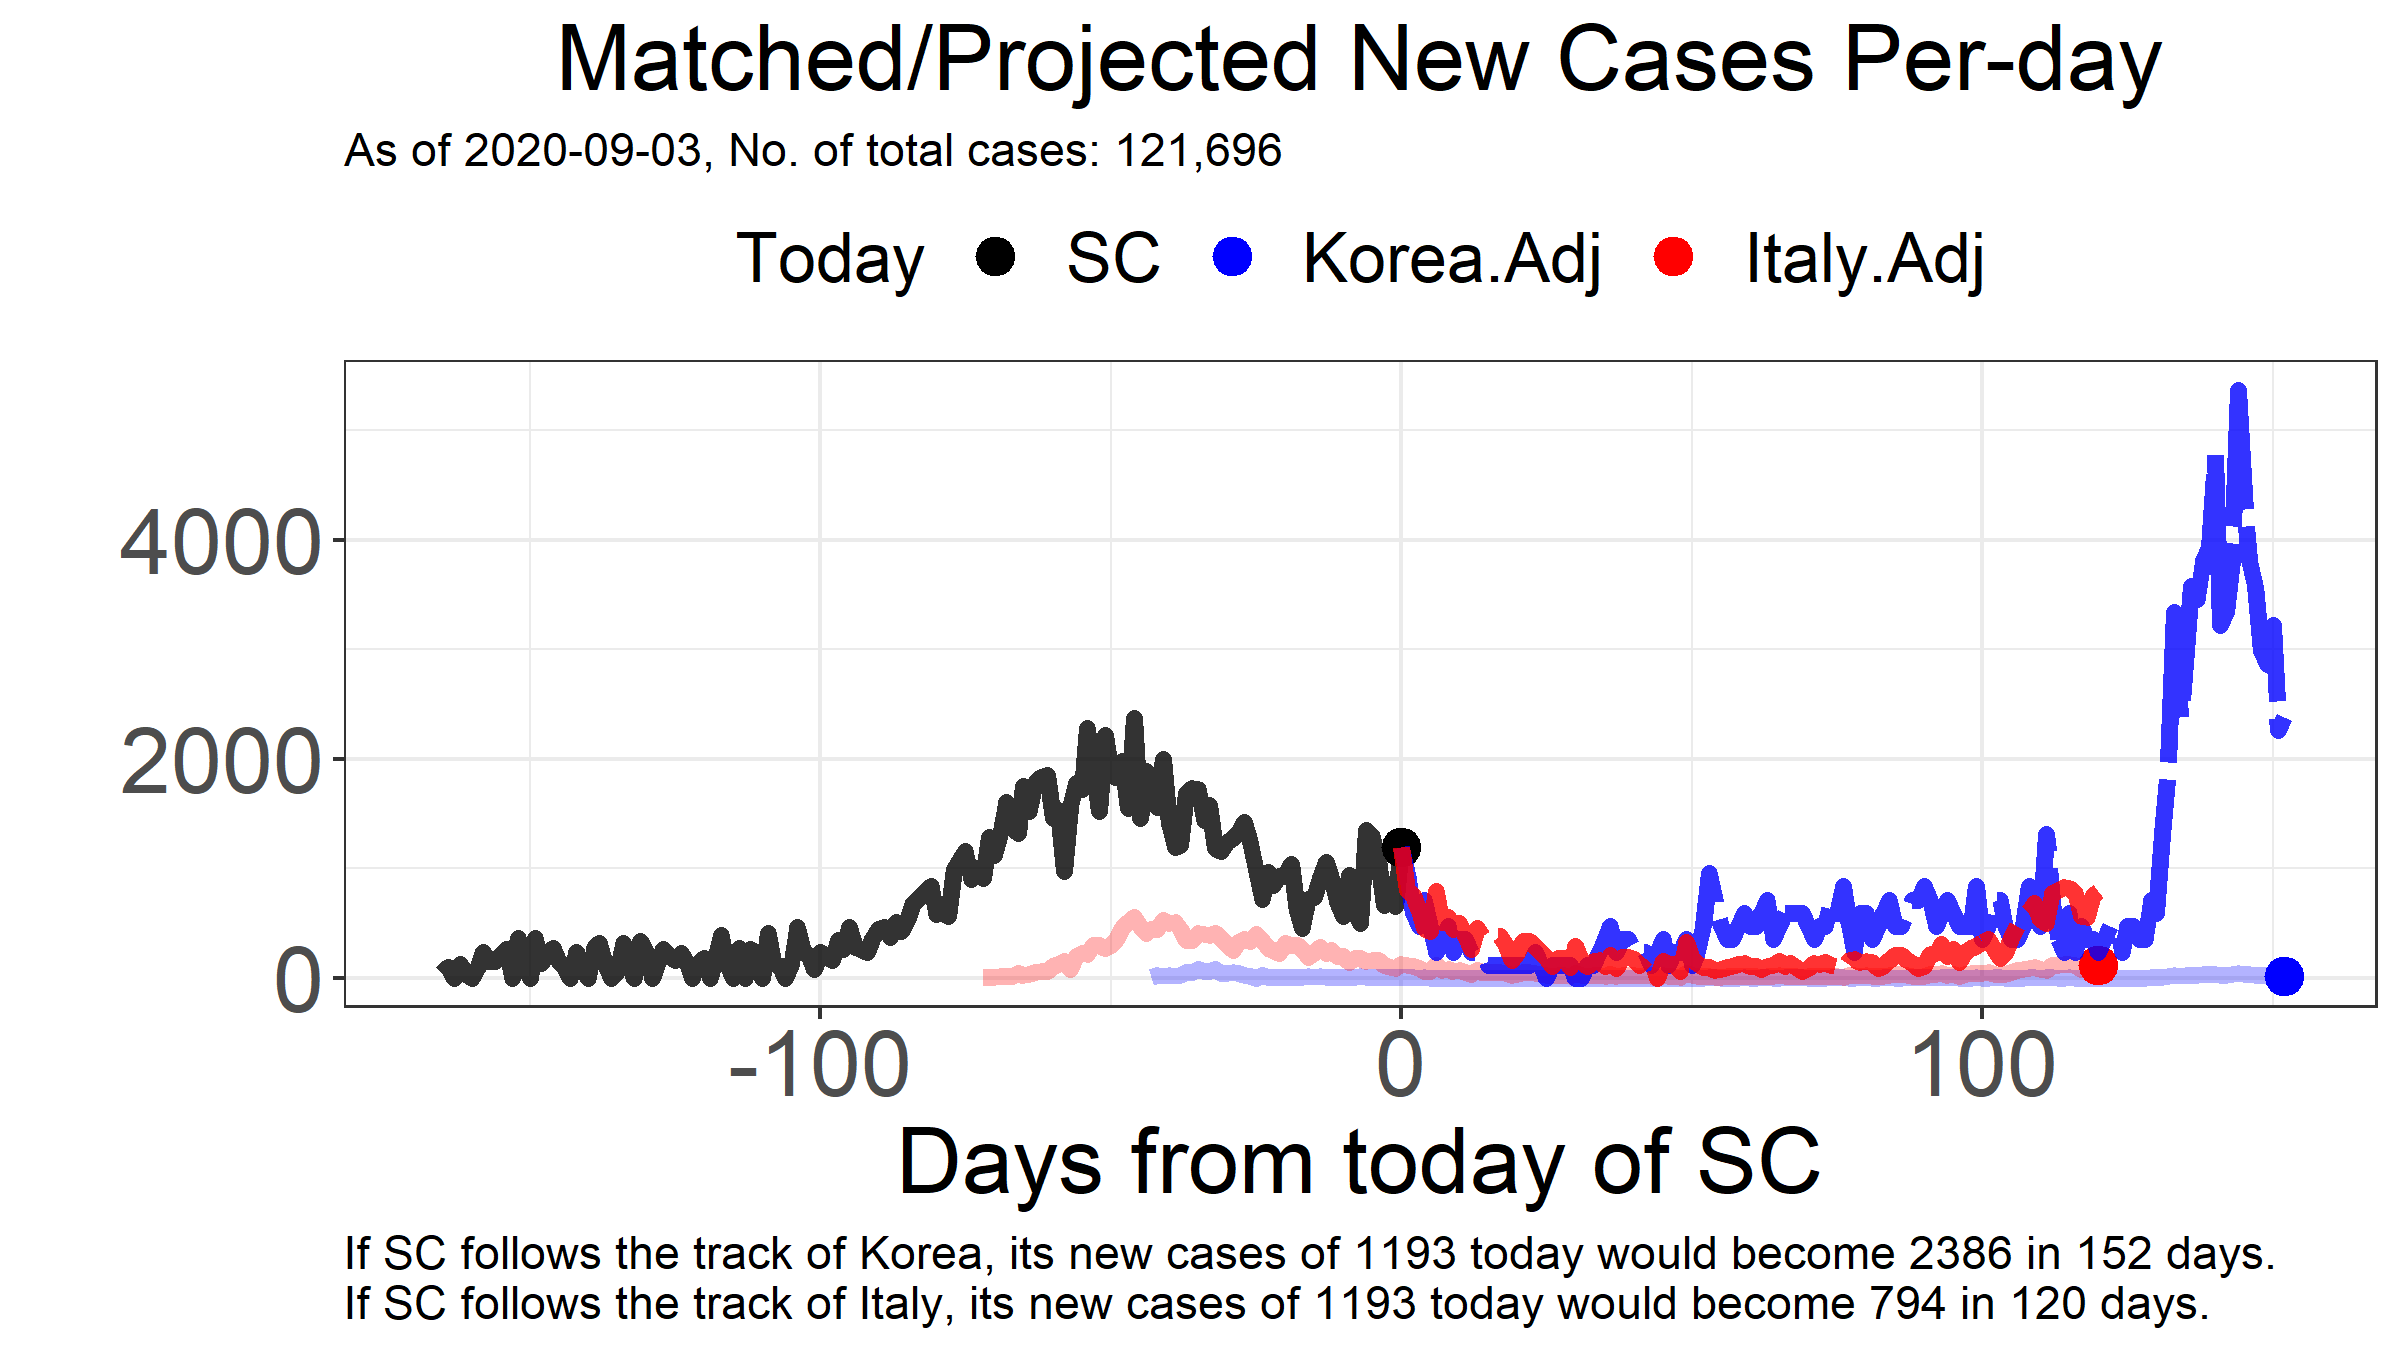 Matched/Projected New Cases Per-day
As of 2020-09-03, No. of total cases: 121,696
Today SC Korea.Adj Italy.Adj
4000
2000
0
-100 0 100
Days from today of SC
If SC follows the track of Korea, its new cases of 1193 today would become 2386 in 152 days.
If SC follows the track of Italy, its new cases of 1193 today would become 794 in 120 days.